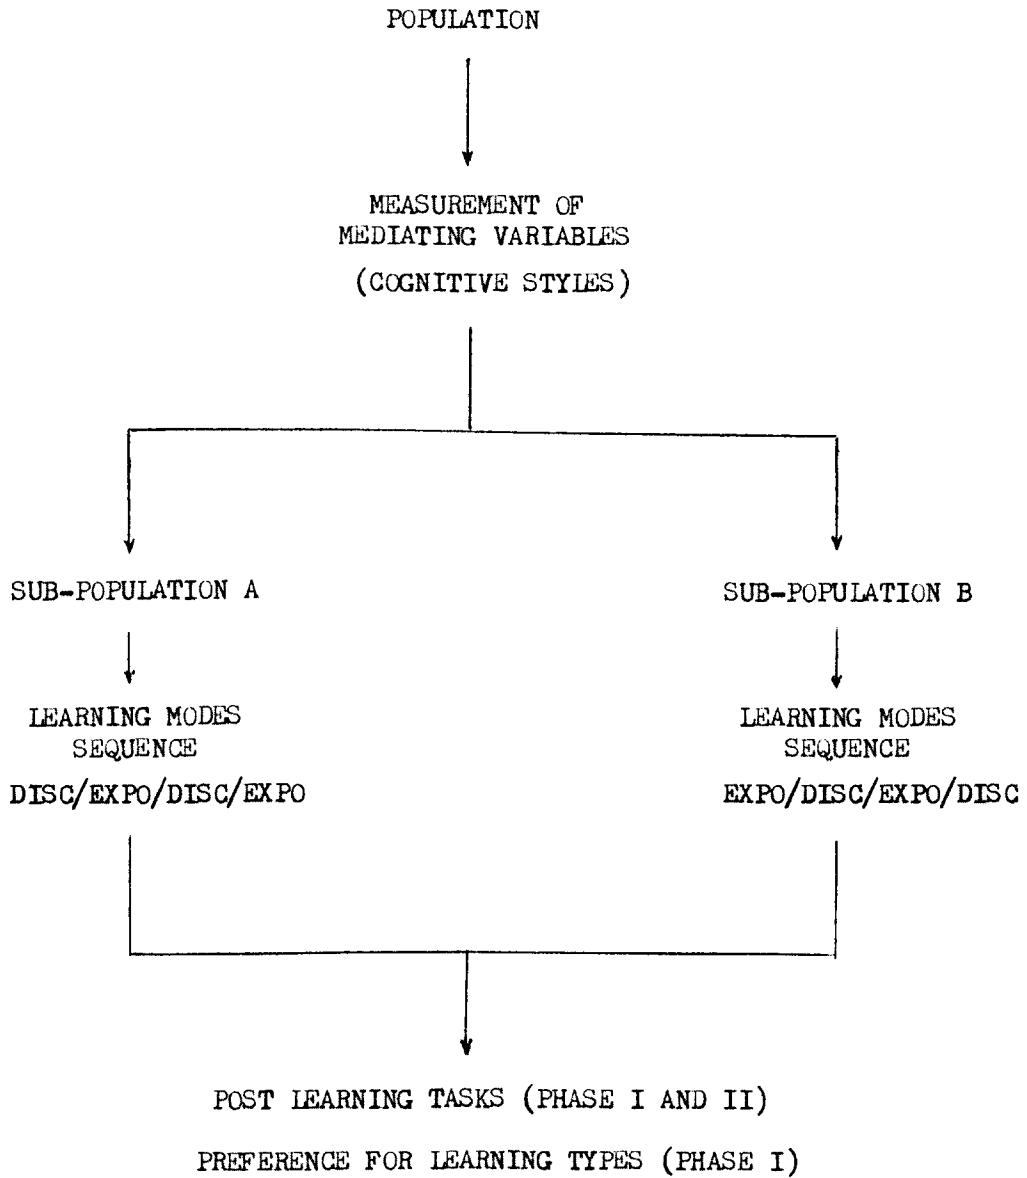 POPULATION
MEASUREMENT OF
MEDIATING VARIABLES
(COGNITIVE STYLES)
SUB-POPULATION A
SUB-POPULATION B
LEARNING MODES
SEQUENCE
DISC/EXPO/DISC/EXPO
LEARNING MODES
SEQUENCE
EXPO/DISC/EXPO/DISC
POST LEARNING TASKS (PHASE I AND II)
PREFERENCE FOR LEARNING TYPES (PHASE I)